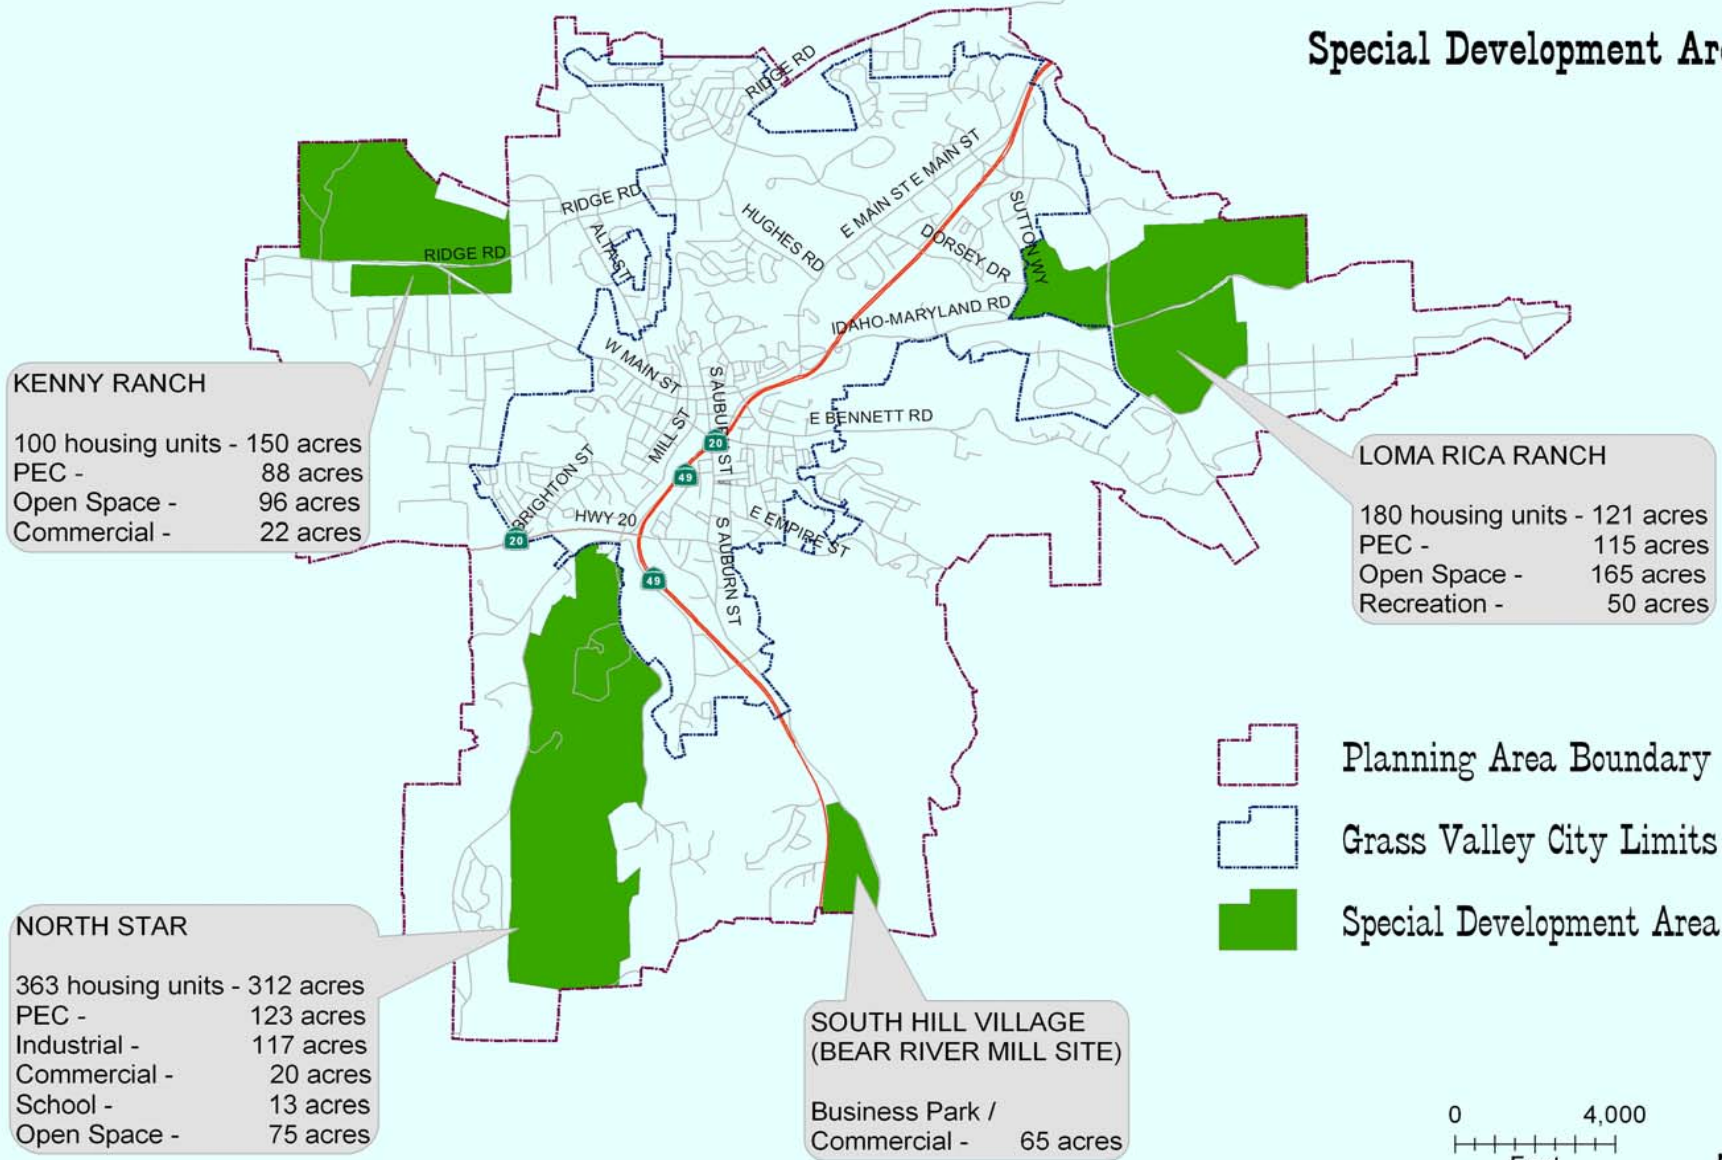 Special Development Ar
RIDGE RD
E MAIN ST E MAIN ST
RIDGE RD
ALTA ST
HUGHES RD
SUTTON WY
DORSEY DR
RIDGE RD
IDAHO-MARYLAND RD
W MAIN ST
S AUBURN ST
MILL ST
E BENNETT RD
20
49
BRIGHTON ST
HWY 20
20
E EMPIRE ST
S AUBURN ST
49
KENNY RANCH
100 housing units - 150 acres
PEC - 88 acres
Open Space - 96 acres
Commercial - 22 acres
LOMA RICA RANCH
180 housing units - 121 acres
PEC - 115 acres
Open Space - 165 acres
Recreation - 50 acres
Planning Area Boundary
Grass Valley City Limits
Special Development Area
NORTH STAR
363 housing units - 312 acres
PEC - 123 acres
Industrial - 117 acres
Commercial - 20 acres
School - 13 acres
Open Space - 75 acres
SOUTH HILL VILLAGE
(BEAR RIVER MILL SITE)
Business Park /
Commercial - 65 acres
0 4,000